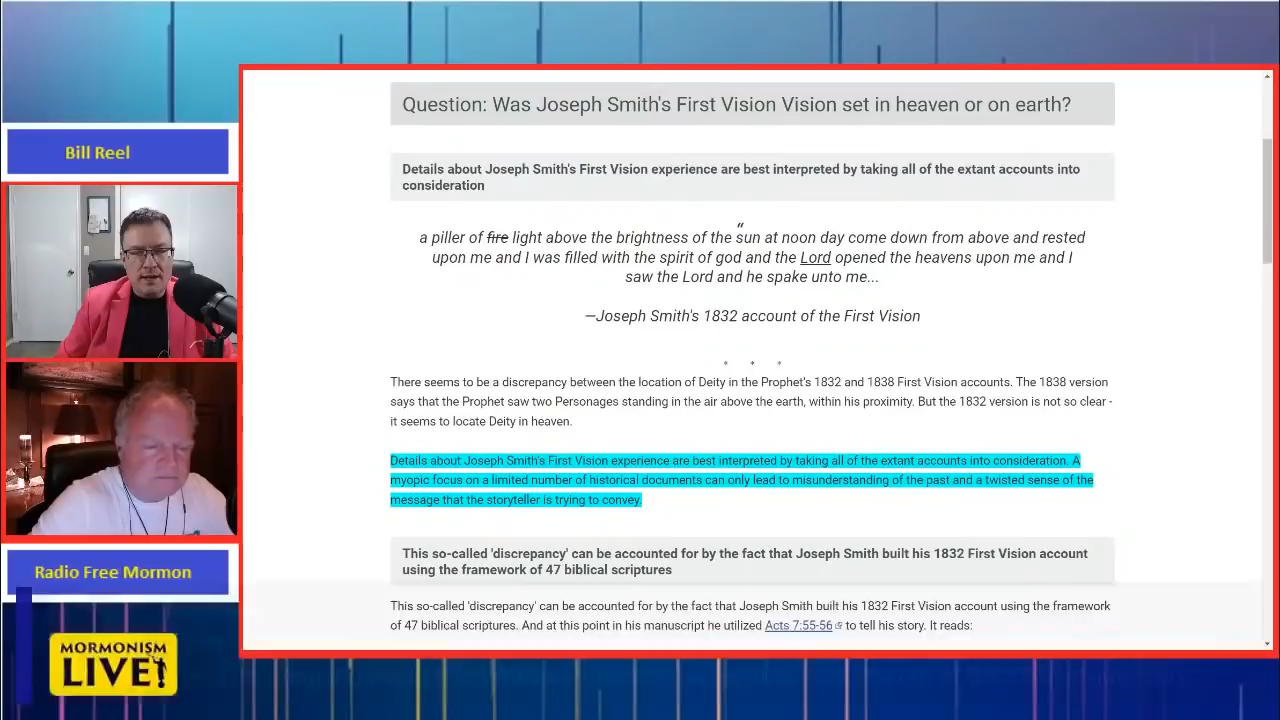 Bill Reel
Radio Free Mormon
MORMONISM
LIVE!
Question: Was Joseph Smith's First Vision Vision set in heaven or on earth?
Details about Joseph Smith's First Vision experience are best interpreted by taking all of the extant accounts into
consideration
“
a piller of fire light above the brightness of the sun at noon day come down from above and rested
upon me and I was filled with the spirit of god and the Lord opened the heavens upon me and I
saw the Lord and he spake unto me...
—Joseph Smith's 1832 account of the First Vision
* * *
There seems to be a discrepancy between the location of Deity in the Prophet's 1832 and 1838 First Vision accounts. The 1838 version
says that the Prophet saw two Personages standing in the air above the earth, within his proximity. But the 1832 version is not so clear -
it seems to locate Deity in heaven.
Details about Joseph Smith's First Vision experience are best interpreted by taking all of the extant accounts into consideration. A
myopic focus on a limited number of historical documents can only lead to misunderstanding of the past and a twisted sense of the
message that the storyteller is trying to convey.
This so-called 'discrepancy' can be accounted for by the fact that Joseph Smith built his 1832 First Vision account
using the framework of 47 biblical scriptures
This so-called 'discrepancy' can be accounted for by the fact that Joseph Smith built his 1832 First Vision account using the framework
of 47 biblical scriptures. And at this point in his manuscript he utilized Acts 7:55-56 to tell his story. It reads: